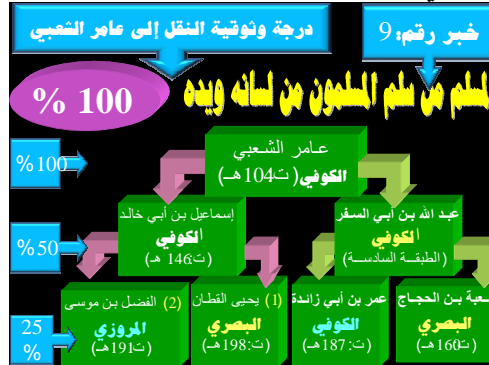 خبر رقم: 9
درجة وثوقية النقل إلى عامر الشعبي
المسلم من سلم المسلمون من لسانه ويده
100 %
%100
عامر الشعبي
الكوفي (ت104هـ)
%50
عبد الله بن أبي السفر
الكوفي
(الطبقة السادسة)
إسماعيل بن أبي خالد
الكوفي
(ت:146 هـ)
25
%
بن الحجاج
البصري
(ت160هـ)
عمر بن أبي زائدة
الكوفي
(ت:187هـ)
(1) يحيى القطان
البصري
(ت:198هـ)
(2) الفضل بن موسى
المروزي
(ت191هـ)